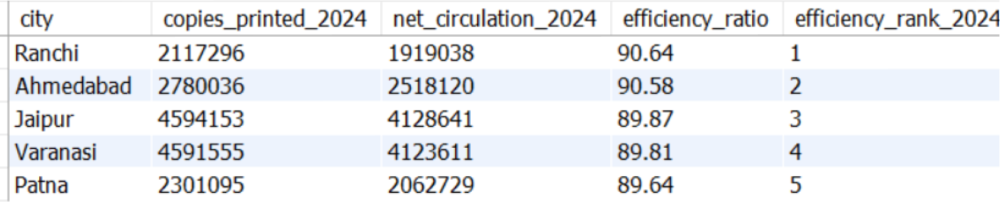 city copies_printed_2024 net_circulation_2024 efficiency_ratio efficiency_rank_2024
Ranchi 2117296 1919038 90.64 1
Ahmedabad 2780036 2518120 90.58 2
Jaipur 4594153 4128641 89.87 3
Varanasi 4591555 4123611 89.81 4
Patna 2301095 2062729 89.64 5